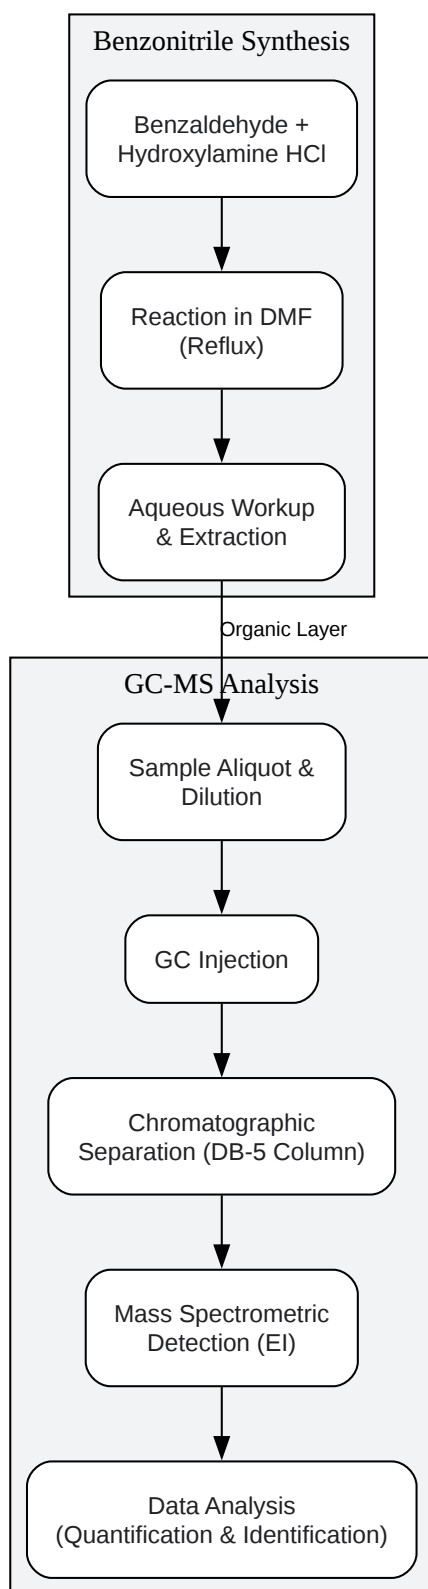 Benzonitrile Synthesis
Benzaldehyde +
Hydroxylamine HCl
Reaction in DMF
(Reflux)
Aqueous Workup
& Extraction
Organic Layer
GC-MS Analysis
Sample Aliquot &
Dilution
GC Injection
Chromatographic
Separation (DB-5 Column)
Mass Spectrometric
Detection (EI)
Data Analysis
(Quantification & Identification)